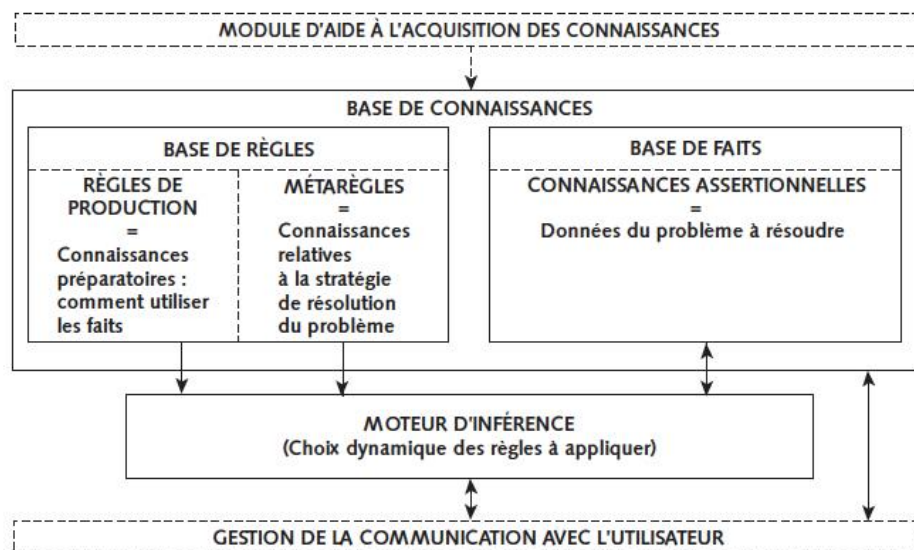 MODULE D'AIDE À L'ACQUISITION DES CONNAISSANCES
BASE DE CONNAISSANCES
BASE DE RÈGLES
RÈGLES DE
PRODUCTION
=
Connaissances
préparatoires :
comment utiliser
les faits
MÉTARÈGLES
=
Connaissances
relatives
à la stratégie
de résolution
du problème
BASE DE FAITS
CONNAISSANCES ASSERTIONNELLES
=
Données du problème à résoudre
MOTEUR D'INFÉRENCE
(Choix dynamique des règles à appliquer)
GESTION DE LA COMMUNICATION AVEC L'UTILISATEUR